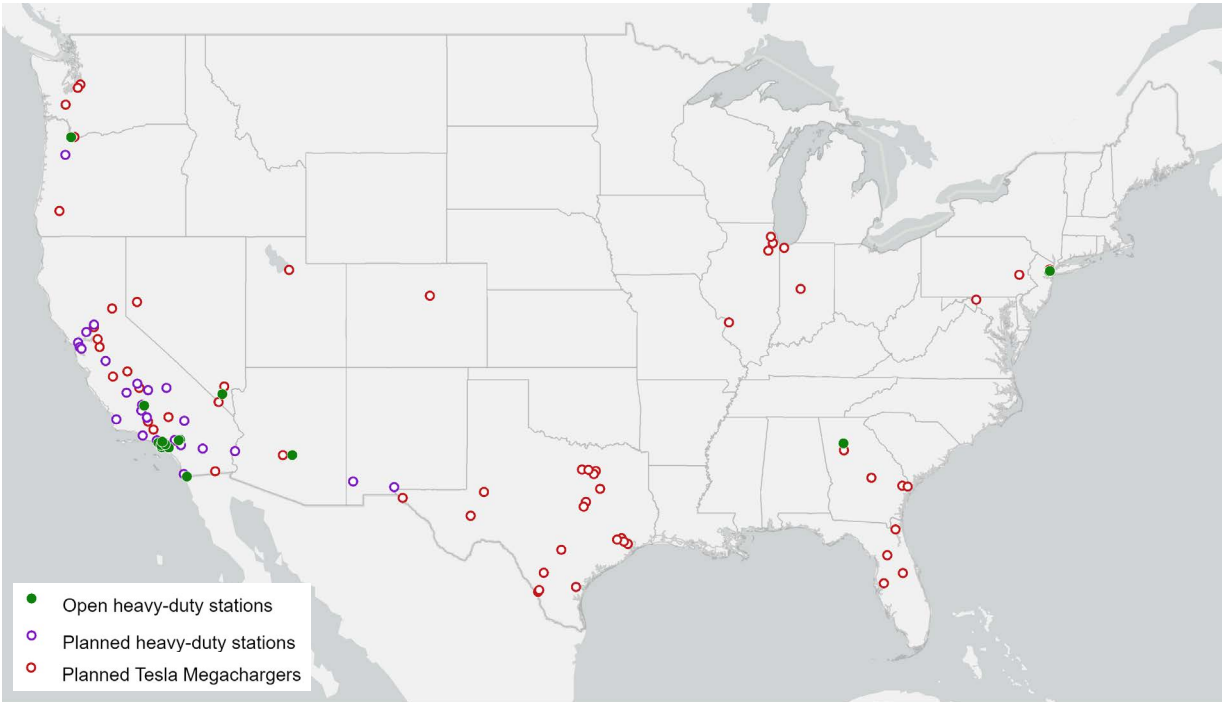 Open heavy-duty stations
Planned heavy-duty stations
Planned Tesla Megachargers